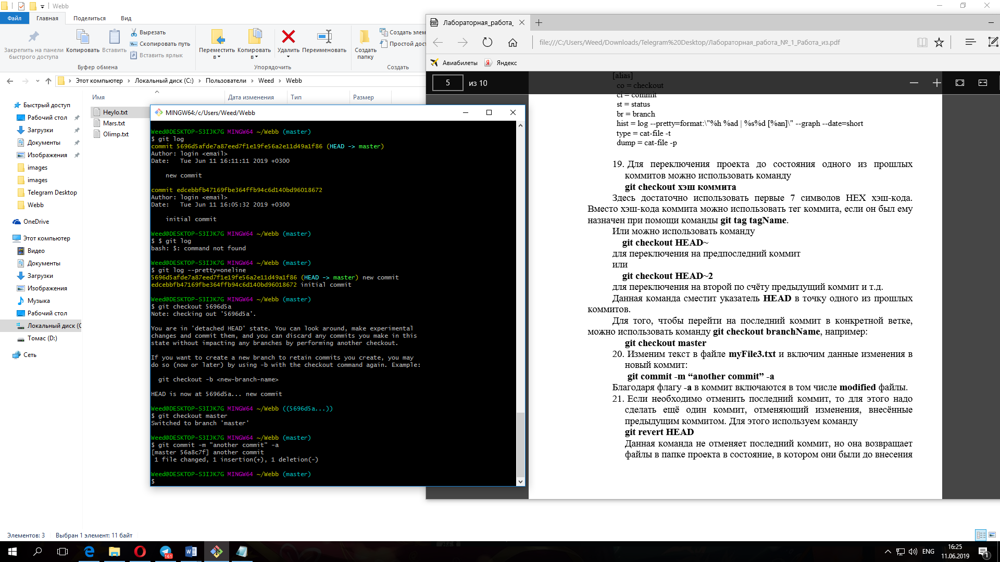 Webb
Файл
Главная
Поделиться
Вид
Закрепить на панели
быстрого доступа
Копировать
Вставить
Вырезать
Скопировать путь
Вставить ярлык
Буфер обмена
Переместить
в
Копировать
в
Удалить
Переименовать
Упорядочить
Создать
папку
Создать элем
Простой дос
Создать
Этот компьютер
Локальный диск (C:)
Пользователи
Weed
Webb
Имя
Дата изменения
Тип
Размер
Быстрый доступ
Рабочий стол
Загрузки
Документы
Изображения
images
images
Telegram Desktop
Webb
OneDrive
Этот компьютер
Видео
Документы
Загрузки
Изображения
Музыка
Рабочий стол
Локальный диск (C
Томас (D:)
Сеть
Heylo.txt
Mars.txt
Olimp.txt
Элементов: 3
Выбран 1 элемент: 11 байт
MINGW64:/c/Users/Weed/Webb
Weed@DESKTOP-S3IJK7G MINGW64 ~/Webb (master)
$ git log
commit 5696d5afde7a87eed7f1e19fe56a2e11d49a1f86 (HEAD -> master)
Author: login <email>
Date:   Tue Jun 11 16:11:11 2019 +0300
new commit
commit edcebbfb47169fbe364ffb94c6d140bd96018672
Author: login <email>
Date:   Tue Jun 11 16:05:32 2019 +0300
initial commit
Weed@DESKTOP-S3IJK7G MINGW64 ~/Webb (master)
$ $ git log
bash: $: command not found
Weed@DESKTOP-S3IJK7G MINGW64 ~/Webb (master)
$ git log --pretty=oneline
5696d5afde7a87eed7f1e19fe56a2e11d49a1f86 (HEAD -> master) new commit
edcebbfb47169fbe364ffb94c6d140bd96018672 initial commit
Weed@DESKTOP-S3IJK7G MINGW64 ~/Webb (master)
$ git checkout 5696d5a
Note: checking out '5696d5a'.
You are in 'detached HEAD' state. You can look around, make experimental
changes and commit them, and you can discard any commits you make in this
state without impacting any branches by performing another checkout.
If you want to create a new branch to retain commits you create, you may
do so (now or later) by using -b with the checkout command again. Example:
git checkout -b <new-branch-name>
HEAD is now at 5696d5a... new commit
Weed@DESKTOP-S3IJK7G MINGW64 ~/Webb ((5696d5a...))
$ git checkout master
Switched to branch 'master'
Weed@DESKTOP-S3IJK7G MINGW64 ~/Webb (master)
$ git commit -m "another commit" -a
[master 56a8c7f] another commit
1 file changed, 1 insertion(+), 1 deletion(-)
Weed@DESKTOP-S3IJK7G MINGW64 ~/Webb (master)
$
Лабораторная_работа_
file:///C:/Users/Weed/Downloads/Telegram%20Desktop/Лабораторная_работа_№_1_Работа_из.pdf
Авиабилеты
Я Яндекс
5 из 10
[alias]
co = checkout
ci = commit
st = status
br = branch
hist = log --pretty=format:\"%h %ad | %s%d [%an]\" --graph --date=short
type = cat-file -t
dump = cat-file -p
19. Для переключения проекта до состояния одного из прошлых
коммитов можно использовать команду
git checkout хэш коммита
Здесь достаточно использовать первые 7 символов HEX хэш-кода.
Вместо хэш-кода коммита можно использовать тег коммита, если он был ему
назначен при помощи команды git tag tagName.
Или можно использовать команду
git checkout HEAD~
для переключения на предпоследний коммит
или
git checkout HEAD~2
для переключения на второй по счёту предыдущий коммит и т.д.
Данная команда сместит указатель HEAD в точку одного из прошлых
коммитов.
Для того, чтобы перейти на последний коммит в конкретной ветке,
можно использовать команду git checkout branchName, например:
git checkout master
20. Изменим текст в файле myFile3.txt и включим данные изменения в
новый коммит:
git commit -m “another commit” -a
Благодаря флагу -a в коммит включаются в том числе modified файлы.
21. Если необходимо отменить последний коммит, то для этого надо
сделать ещё один коммит, отменяющий изменения, внесённые
предыдущим коммитом. Для этого используем команду
git revert HEAD
Данная команда не отменяет последний коммит, но она возвращает
файлы в папке проекта в состояние, в котором они были до внесения
161
ENG
16:25
11.06.2019
1